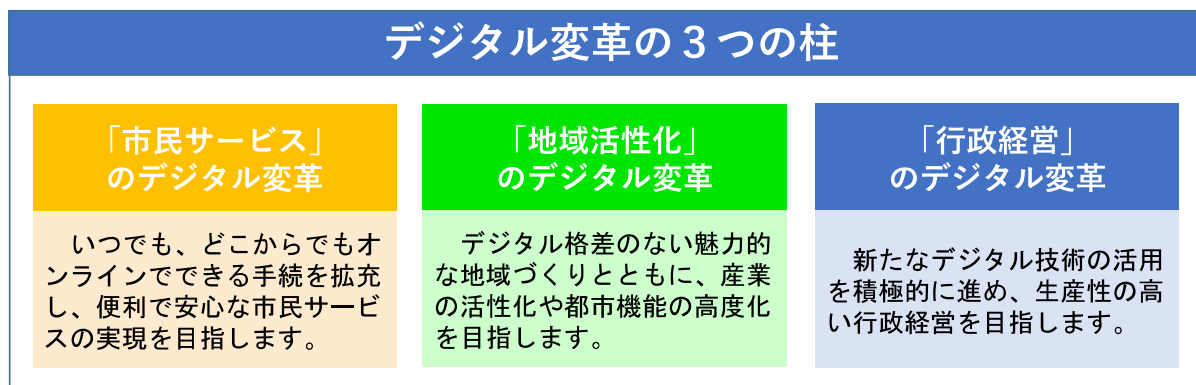 デジタル変革の３つの柱
「市民サービス」
のデジタル変革
いつでも、どこからでもオ
ンラインでできる手続を拡充
し、便利で安心な市民サービ
スの実現を目指します。
「地域活性化」
のデジタル変革
デジタル格差のない魅力的
な地域づくりとともに、産業
の活性化や都市機能の高度化
を目指します。
「行政経営」
のデジタル変革
新たなデジタル技術の活用
を積極的に進め、生産性の高
い行政経営を目指します。